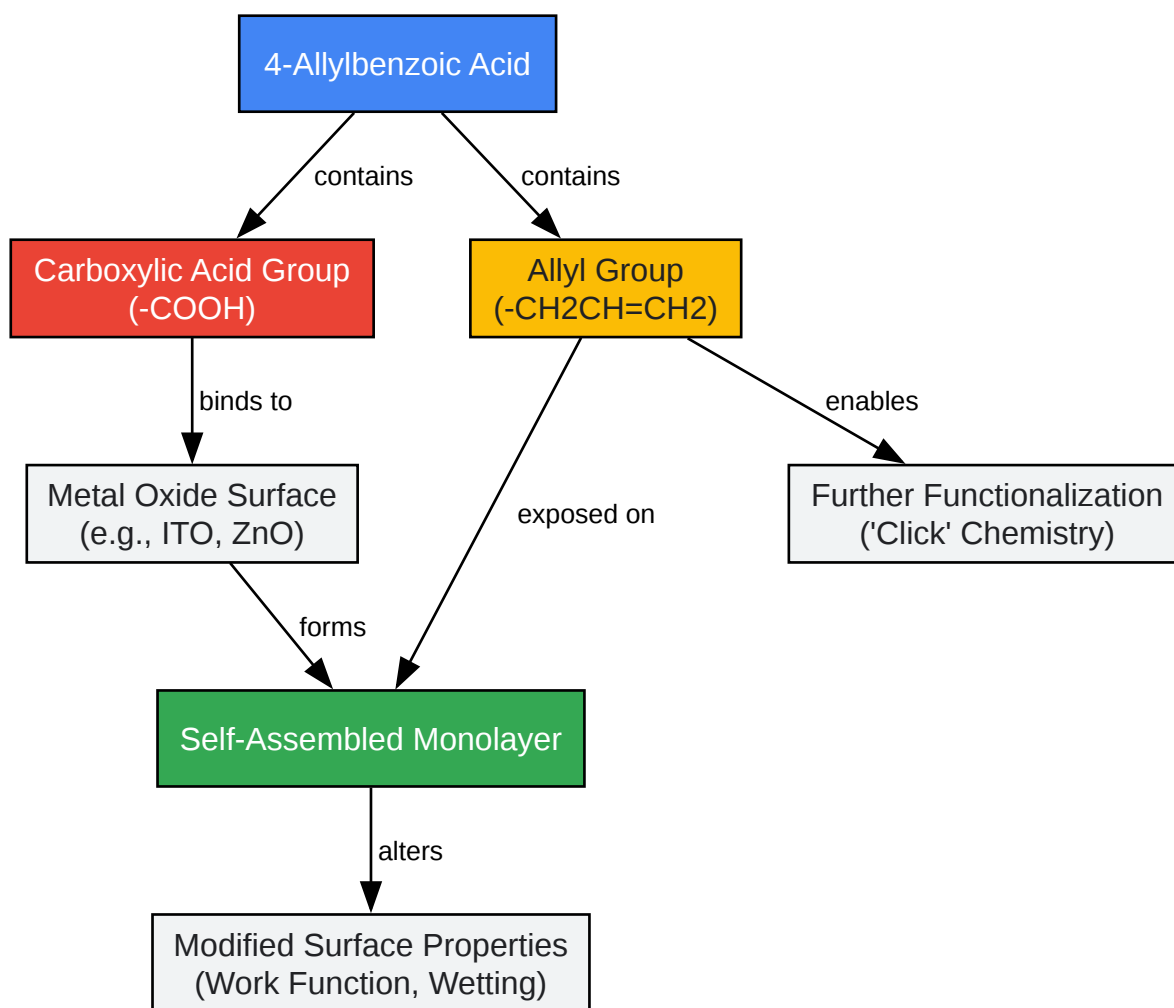 4-Allylbenzoic Acid
contains
contains
Carboxylic Acid Group
(-COOH)
Allyl Group
(-CH2CH=CH2)
binds to
enables
Metal Oxide Surface
(e.g., ITO, ZnO)
exposed on
Further Functionalization
('Click' Chemistry)
forms
Self-Assembled Monolayer
alters
Modified Surface Properties
(Work Function, Wetting)